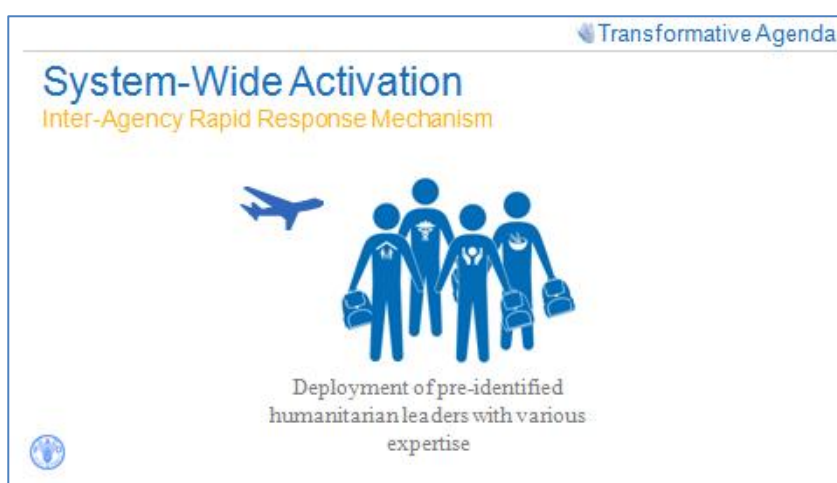 Transformative Agenda
System-Wide Activation
Inter-Agency Rapid Response Mechanism
Deployment of pre-identified
humanitarian leaders with various
expertise